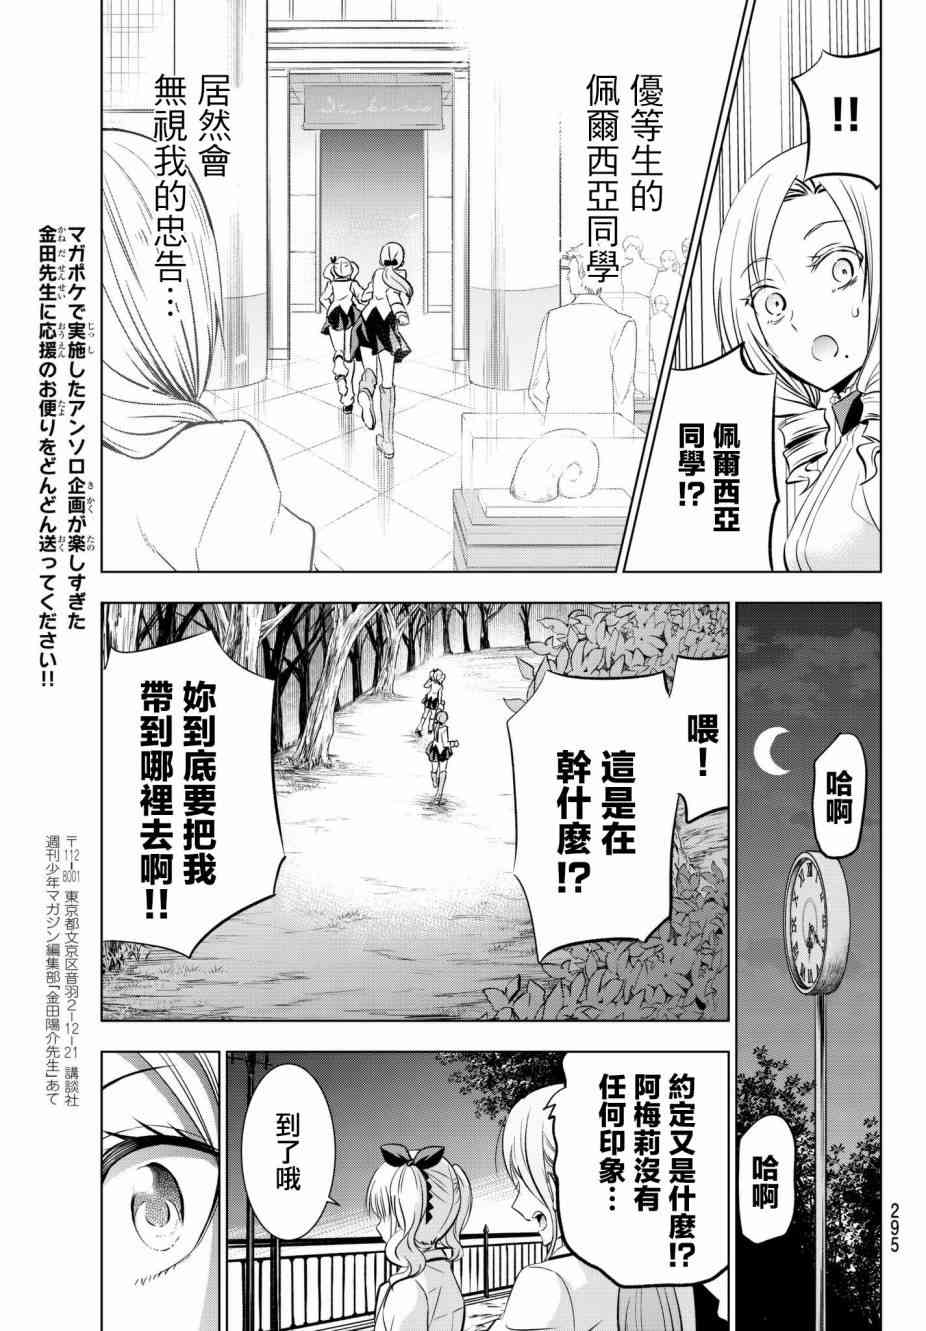 !!
佩爾西亞
同學!?
優等生的
佩爾西亞同學
居然會
無視我的忠告…
哈啊
哈啊
喂!
這是在
幹什麼!?
妳到底要把我
帶到哪裡去啊!!
約定又是什麼!?
阿梅莉沒有
任何印象…
到了哦
マガポケで実施したアンソロ企画が楽しすぎた
金田先生に応援のお便りをどんどん送ってください!!
〒112-8001 東京都文京区音羽2-12-21 講談社
週刊少年マガジン編集部「金田陽介先生」あて
295